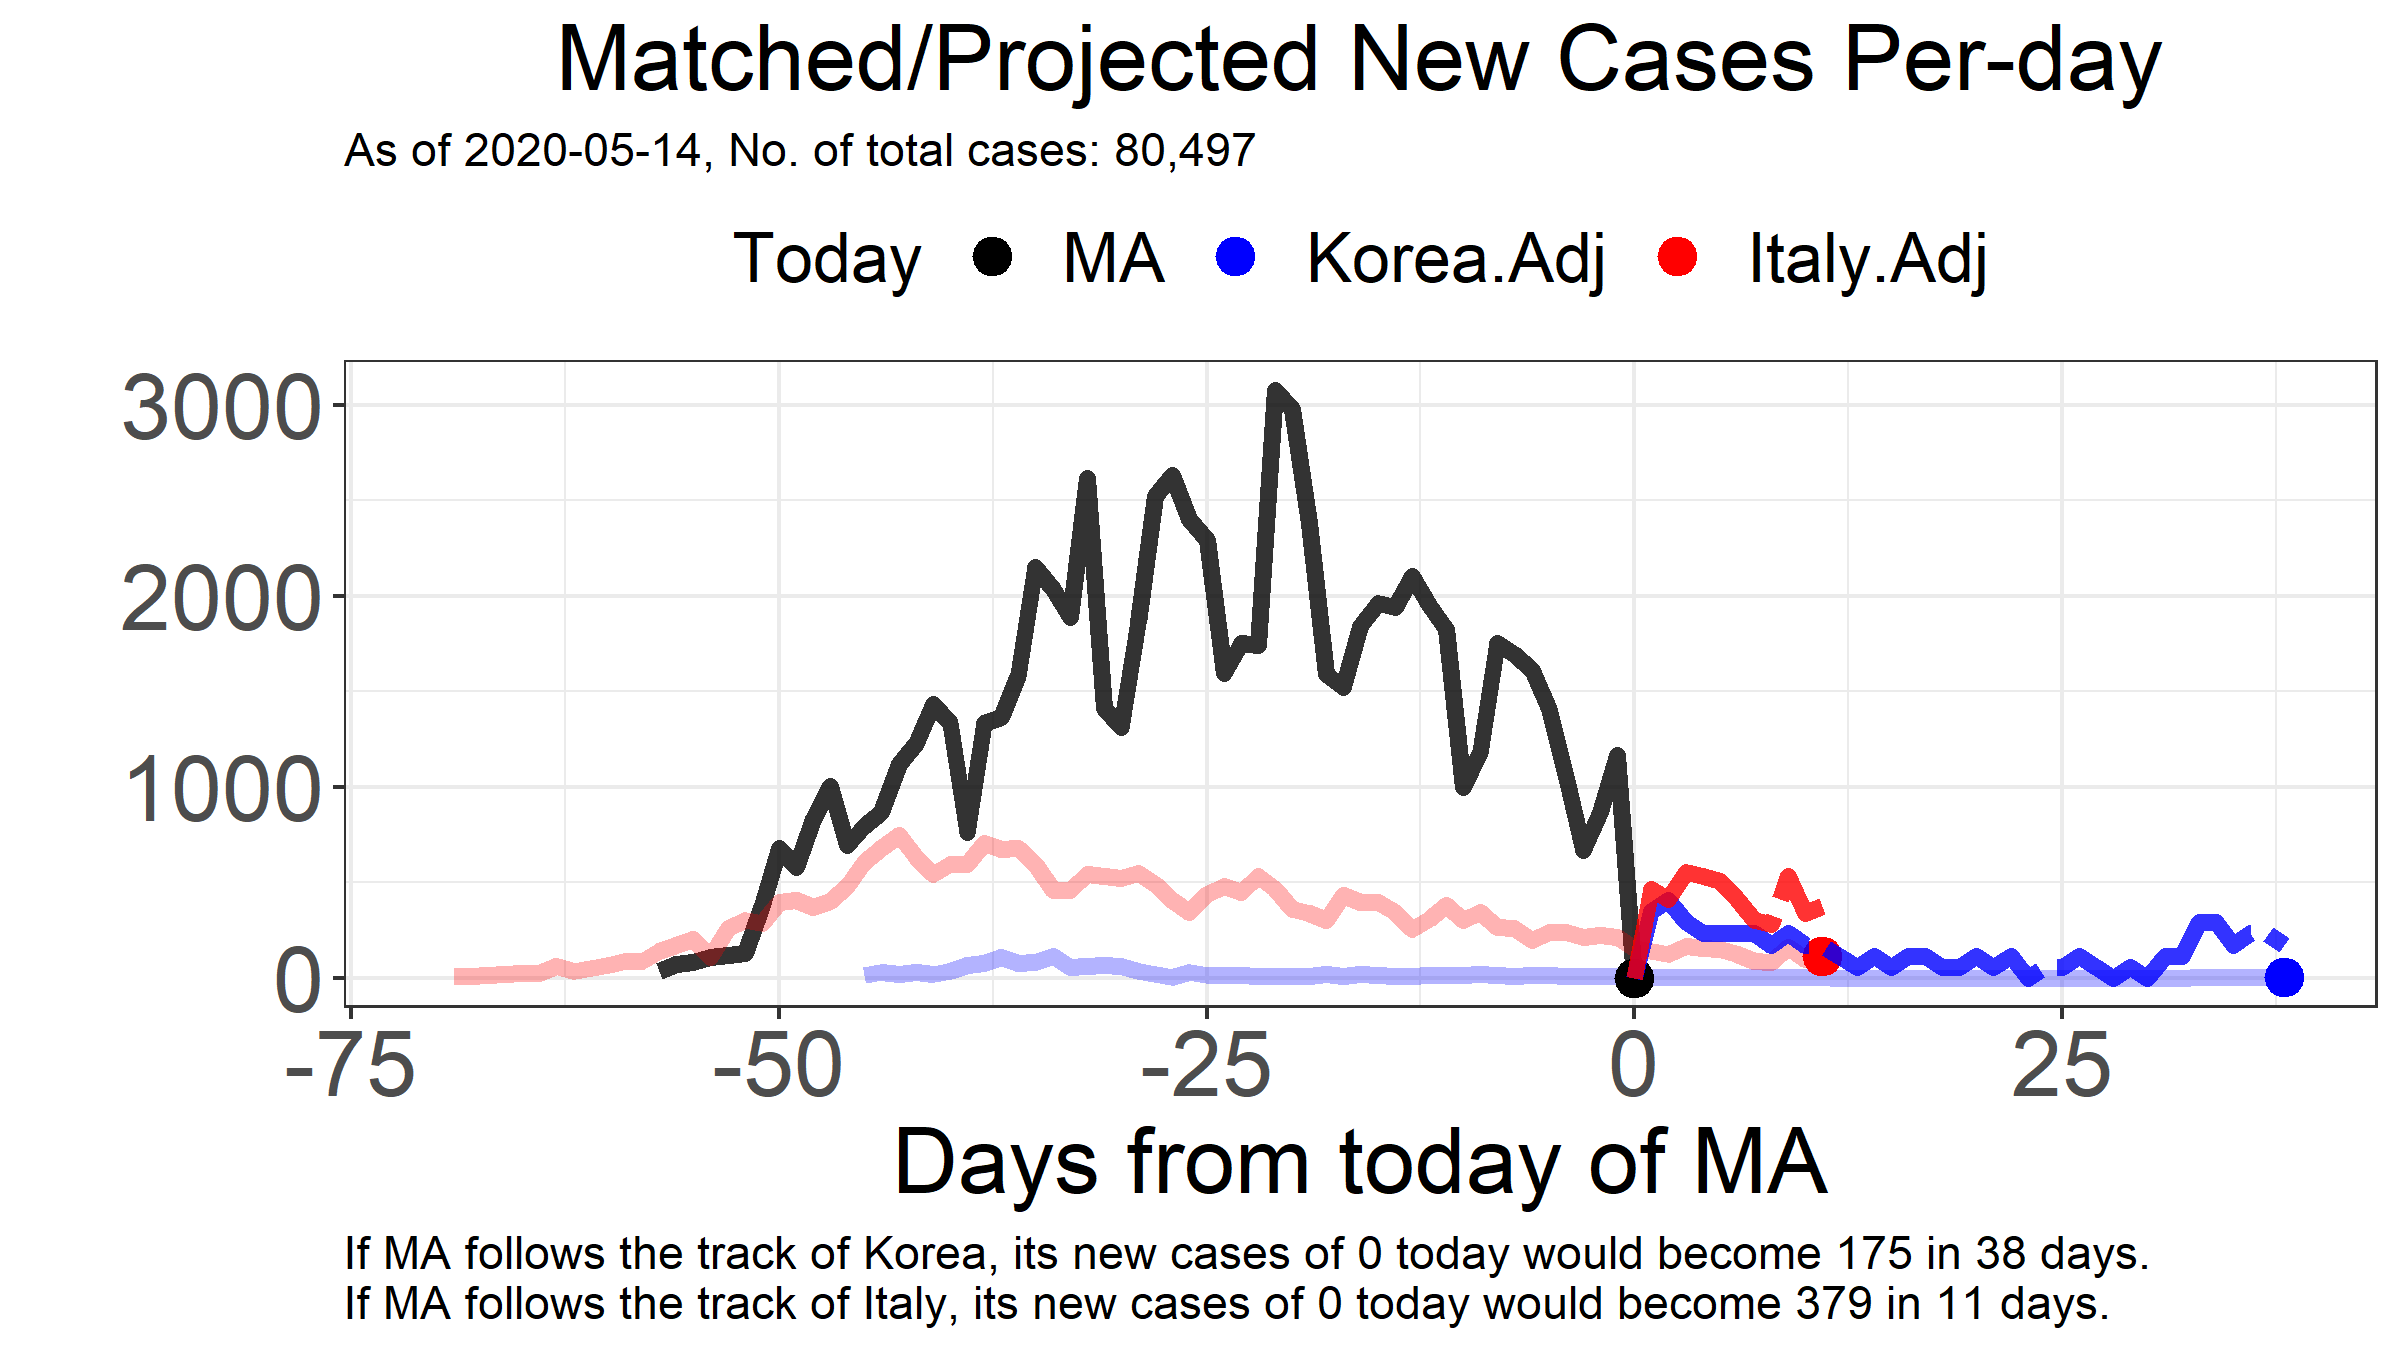 Matched/Projected New Cases Per-day
As of 2020-05-14, No. of total cases: 80,497
Today MA Korea.Adj Italy.Adj
3000
2000
1000
0
-75 -50 -25 0 25
Days from today of MA
If MA follows the track of Korea, its new cases of 0 today would become 175 in 38 days.
If MA follows the track of Italy, its new cases of 0 today would become 379 in 11 days.